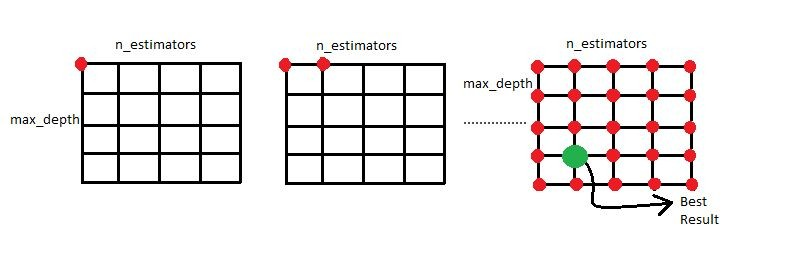 n_estimators
max_depth
n_estimators
n_estimators
max_depth
Best
Result